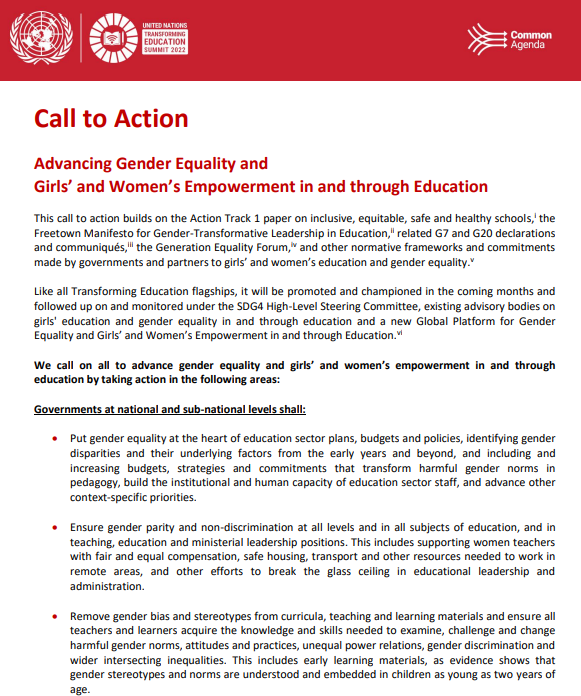 UNITED NATIONS
TRANSFORMING
EDUCATION
SUMMIT 2022
Common
Agenda
Call to Action
Advancing Gender Equality and
Girls’ and Women’s Empowerment in and through Education
This call to action builds on the Action Track 1 paper on inclusive, equitable, safe and healthy schools,i the
Freetown Manifesto for Gender-Transformative Leadership in Education,ii related G7 and G20 declarations
and communiqués,iii the Generation Equality Forum,iv and other normative frameworks and commitments
made by governments and partners to girls’ and women’s education and gender equality.v
Like all Transforming Education flagships, it will be promoted and championed in the coming months and
followed up on and monitored under the SDG4 High-Level Steering Committee, existing advisory bodies on
girls' education and gender equality in and through education and a new Global Platform for Gender
Equality and Girls’ and Women’s Empowerment in and through Education.vi
We call on all to advance gender equality and girls’ and women’s empowerment in and through
education by taking action in the following areas:
Governments at national and sub-national levels shall:
• Put gender equality at the heart of education sector plans, budgets and policies, identifying gender
disparities and their underlying factors from the early years and beyond, and including and
increasing budgets, strategies and commitments that transform harmful gender norms in
pedagogy, build the institutional and human capacity of education sector staff, and advance other
context-specific priorities.
• Ensure gender parity and non-discrimination at all levels and in all subjects of education, and in
teaching, education and ministerial leadership positions. This includes supporting women teachers
with fair and equal compensation, safe housing, transport and other resources needed to work in
remote areas, and other efforts to break the glass ceiling in educational leadership and
administration.
• Remove gender bias and stereotypes from curricula, teaching and learning materials and ensure all
teachers and learners acquire the knowledge and skills needed to examine, challenge and change
harmful gender norms, attitudes and practices, unequal power relations, gender discrimination and
wider intersecting inequalities. This includes early learning materials, as evidence shows that
gender stereotypes and norms are understood and embedded in children as young as two years of
age.